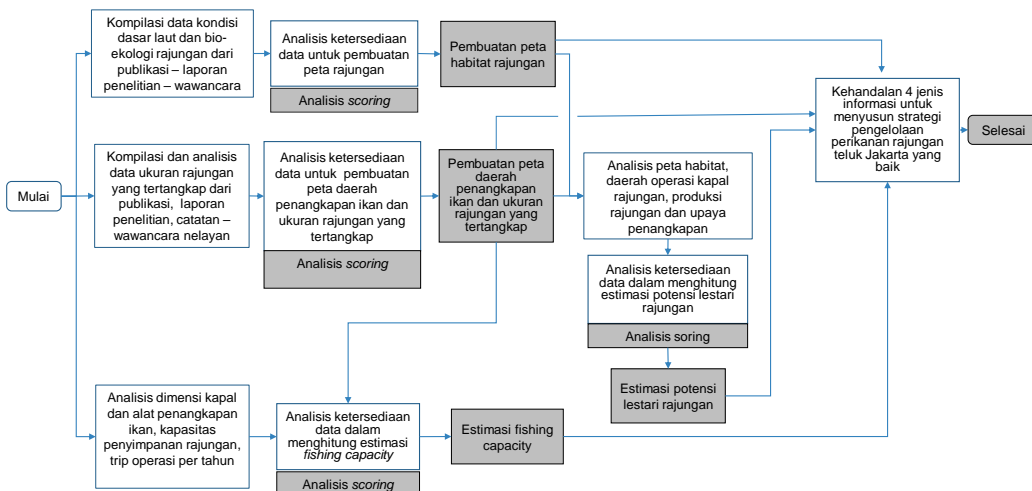 Mulai
Kompilasi data kondisi
dasar laut dan bio-
ekologi rajungan dari
publikasi – laporan
penelitian – wawancara
Analisis ketersediaan
data untuk pembuatan
peta rajungan
Analisis scoring
Pembuatan peta
habitat rajungan
Kompilasi dan analisis
data ukuran rajungan
yang tertangkap dari
publikasi, laporan
penelitian, catatan –
wawancara nelayan
Analisis ketersediaan
data untuk pembuatan
peta daerah
penangkapan ikan dan
ukuran rajungan yang
tertangkap
Analisis scoring
Pembuatan peta
daerah
penangkapan
ikan dan ukuran
rajungan yang
tertangkap
Analisis peta habitat,
daerah operasi kapal
rajungan, produksi
rajungan dan upaya
penangkapan
Analisis ketersediaan
data dalam menghitung
estimasi potensi lestari
rajungan
Analisis soring
Estimasi potensi
lestari rajungan
Analisis dimensi kapal
dan alat penangkapan
ikan, kapasitas
penyimpanan rajungan,
trip operasi per tahun
Analisis ketersediaan
data dalam
menghitung estimasi
fishing capacity
Analisis scoring
Estimasi fishing
capacity
Kehandalan 4 jenis
informasi untuk
menyusun strategi
pengelolaan
perikanan rajungan
teluk Jakarta yang
baik
Selesai